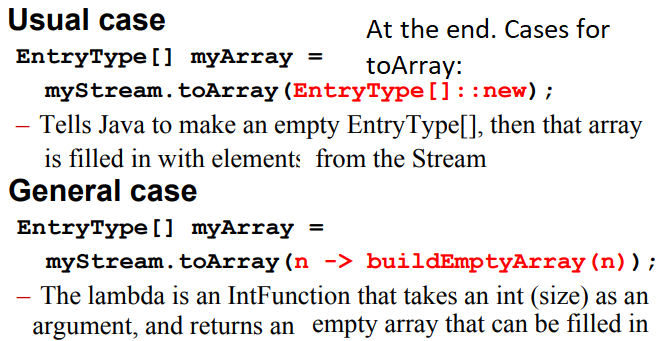 Usual case
At the end. Cases for
toArray:
EntryType[] myArray =
myStream.toArray(EntryType[]::new);
– Tells Java to make an empty EntryType[], then that array
is filled in with elements from the Stream
General case
EntryType[] myArray =
myStream.toArray(n -> buildEmptyArray(n));
– The lambda is an IntFunction that takes an int (size) as an
argument, and returns an empty array that can be filled in